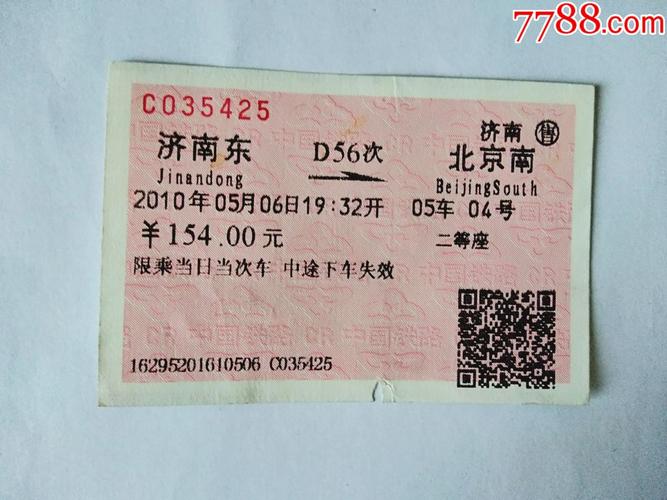 7788.com
C035425
济南 售
济南东 D56次 北京南
Jinandong BeijingSouth
2010年05月06日19:32开 05车 04号
¥154.00元 二等座
限乘当日当次车 中途下车失效
16295201610506 C035425